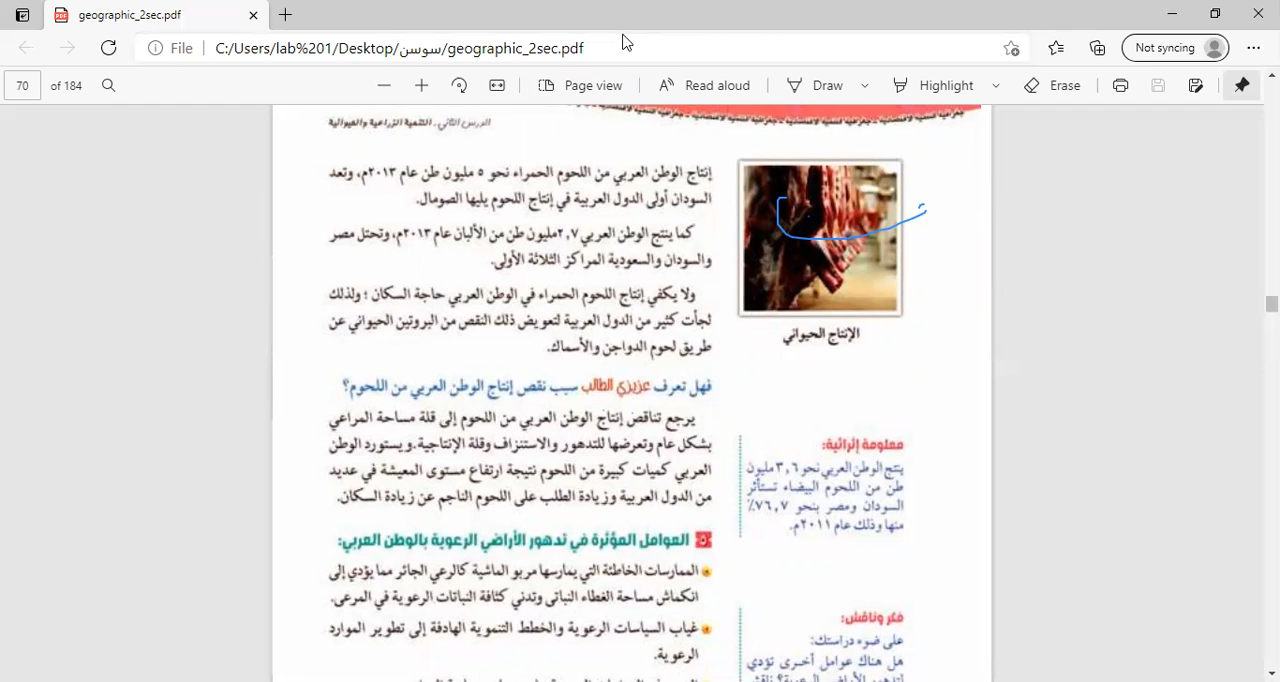 geographic_2sec.pdf
File
C:/Users/lab%201/Desktop/سوسن/geographic_2sec.pdf
Not syncing
70 of 184
Page view
Read aloud
Draw
Highlight
Erase
الدرس الثاني .. التنمية الزراعية والحيوانية
إنتاج الوطن العربي من اللحوم الحمراء نحو ٥ مليون طن عام ٢٠١٣م، وتعد
السودان أولى الدول العربية في إنتاج اللحوم يليها الصومال.
كما ينتج الوطن العربي ٢,٧مليون طن من الألبان عام ٢٠١٣م، وتحتل مصر
والسودان والسعودية المراكز الثلاثة الأولى.
ولا يكفي إنتاج اللحوم الحمراء في الوطن العربي حاجة السكان ؛ ولذلك
لجأت كثير من الدول العربية لتعويض ذلك النقص من البروتين الحيواني عن
طريق لحوم الدواجن والأسماك.
فهل تعرف عزيزي الطالب سبب نقص إنتاج الوطن العربي من اللحوم؟
يرجع تناقص إنتاج الوطن العربي من اللحوم إلى قلة مساحة المراعي
بشكل عام وتعرضها للتدهور والاستنزاف وقلة الإنتاجية. ويستورد الوطن
العربي كميات كبيرة من اللحوم نتيجة ارتفاع مستوى المعيشة في عديد
من الدول العربية وزيادة الطلب على اللحوم الناجم عن زيادة السكان.
العوامل المؤثرة في تدهور الأراضي الرعوية بالوطن العربي:
الممارسات الخاطئة التي يمارسها مربو الماشية كالرعي الجائر مما يؤدي إلى
انكماش مساحة الغطاء النباتى وتدني كثافة النباتات الرعوية في المرعى.
غياب السياسات الرعوية والخطط التنموية الهادفة إلى تطوير الموارد
الرعوية.
الإنتاج الحيواني
معلومة إثرائية:
ينتج الوطن العربي نحو ٣,٦ مليون
طن من اللحوم البيضاء تستأثر
السودان ومصر بنحو ٧٦,٧٪
منها وذلك عام ٢٠١١م.
فكر وناقش:
على ضوء دراستك:
هل هناك عوامل أخرى تؤدي